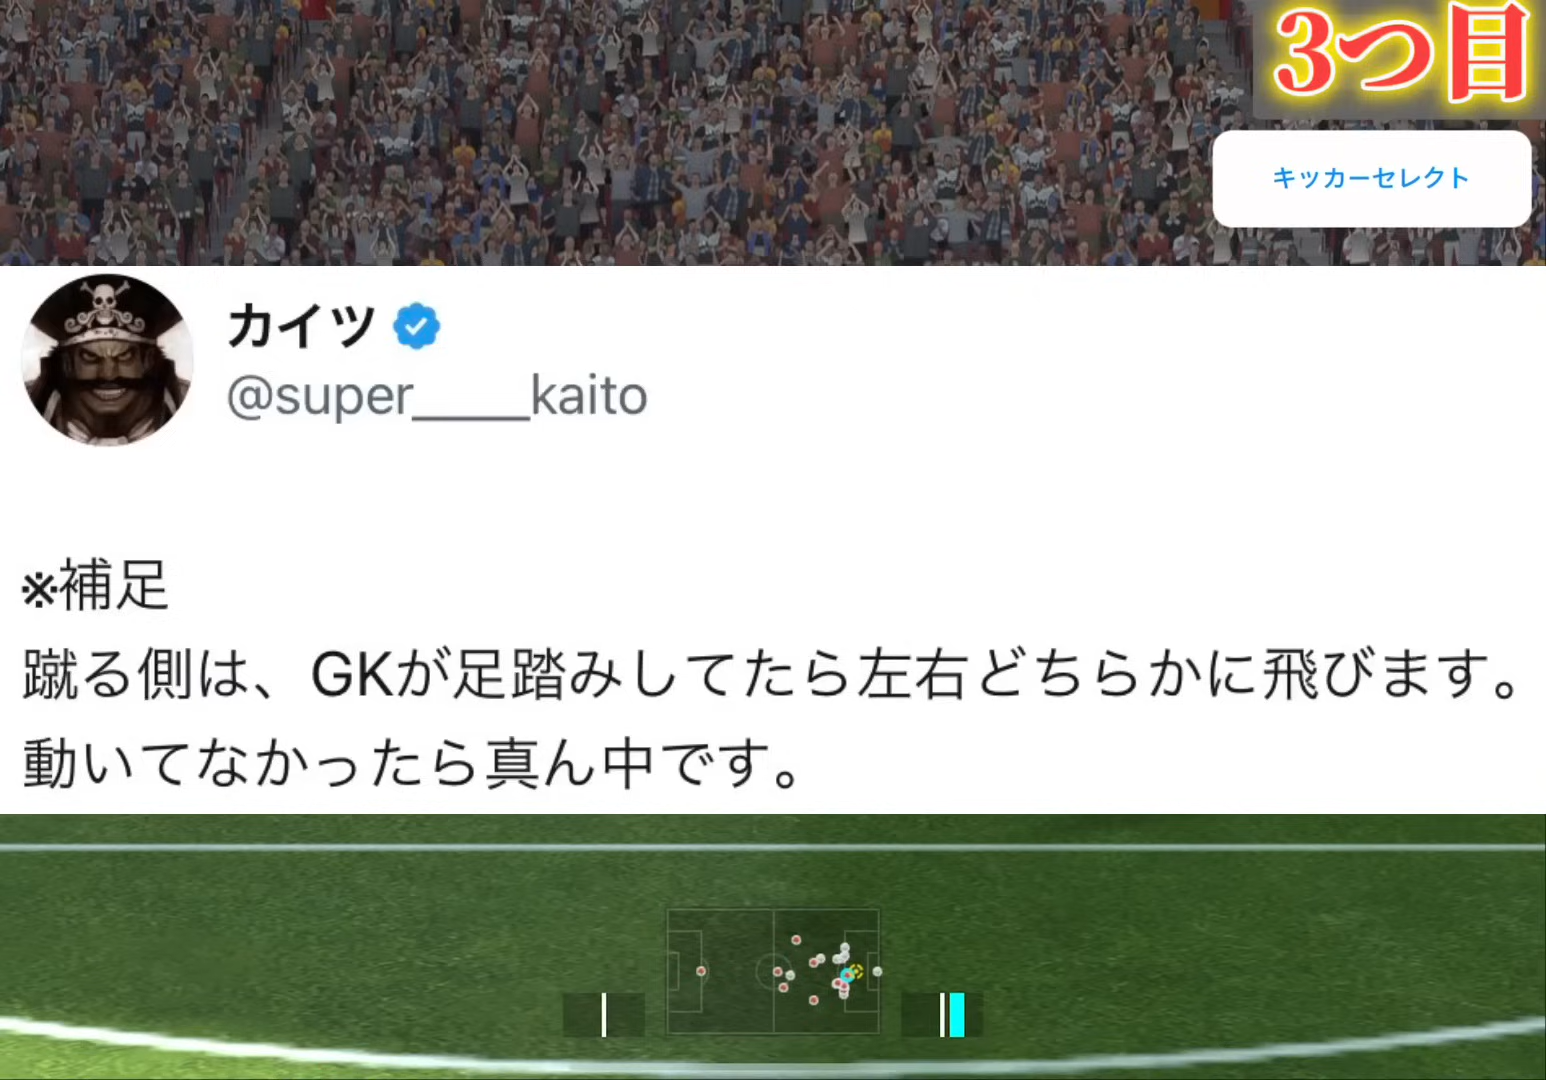 3つ目
キッカーセレクト
カイツ
@super_____kaito
※補足
蹴る側は、GKが足踏みしてたら左右どちらかに飛びます。
動いてなかったら真ん中です。